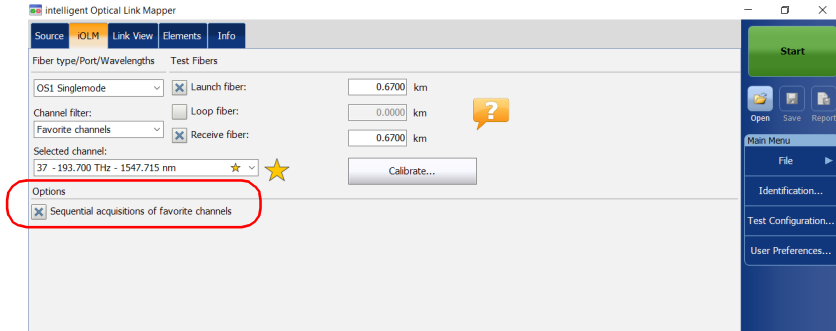 intelligent Optical Link Mapper
Source iOLM Link View Elements Info
Start
Fiber type/Port/Wavelengths Test Fibers
OS1 Singlemode Launch fiber: 0.6700 km
Channel filter: Loop fiber: 0.0000 km
Favorite channels Receive fiber: 0.6700 km
Selected channel:
37 - 193.700 THz - 1547.715 nm
Calibrate...
Options
Sequential acquisitions of favorite channels
Open Save Report
Main Menu
File
Identification...
Test Configuration...
User Preferences...